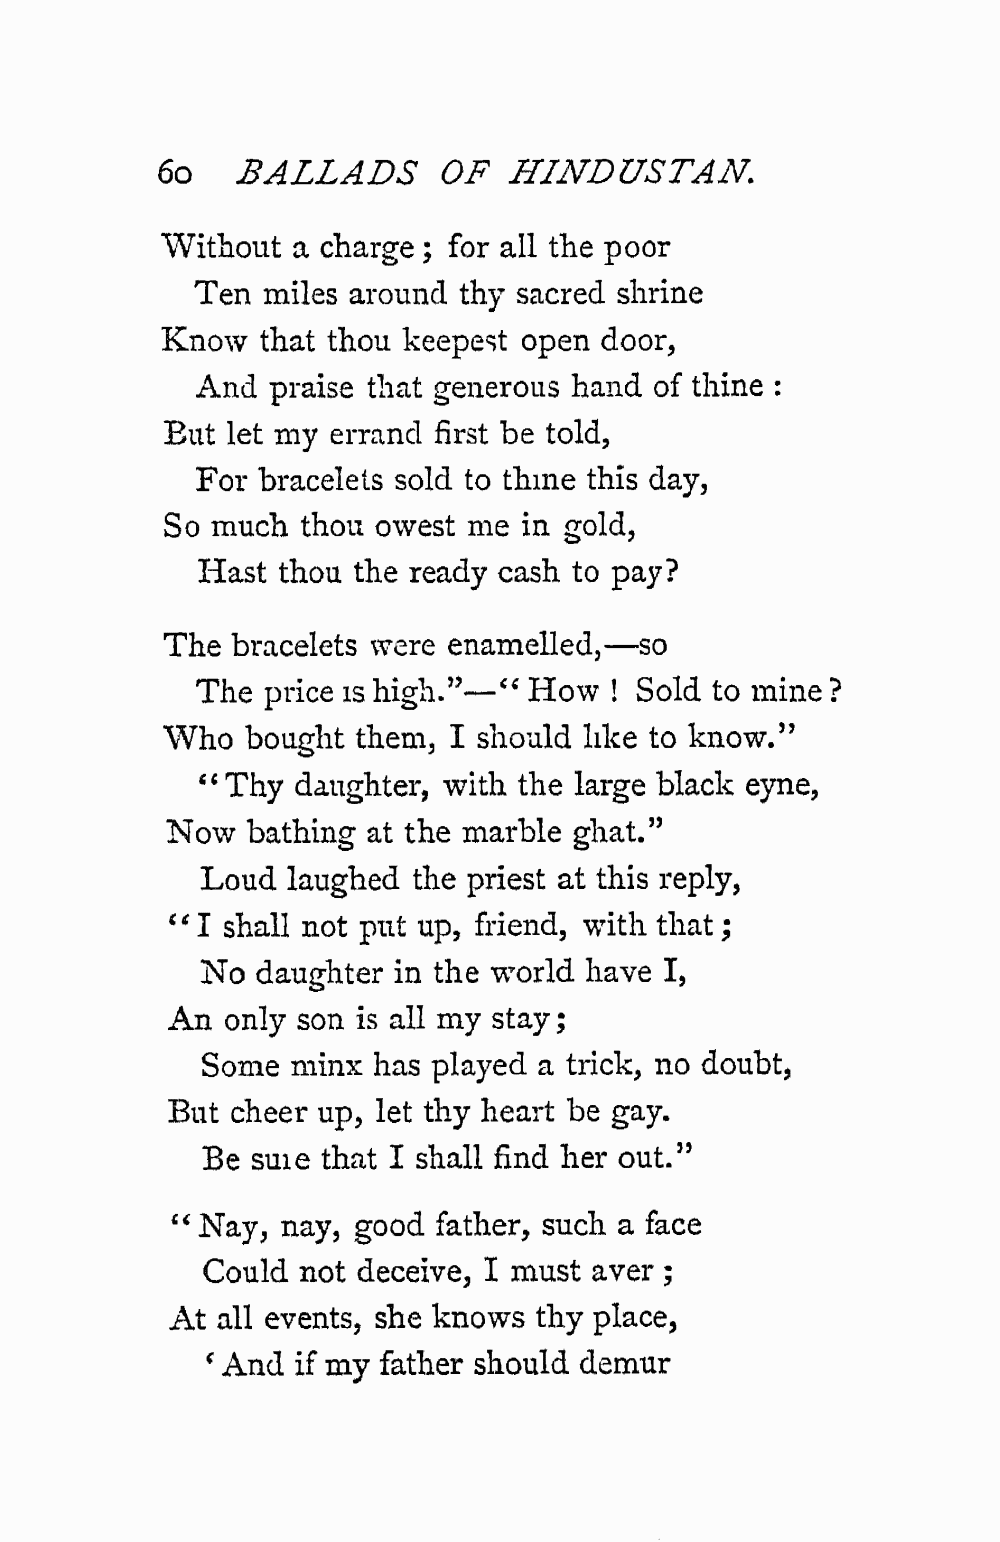 60 BALLADS OF HINDUSTAN.
Without a charge; for all the poor
Ten miles around thy sacred shrine
Know that thou keepest open door,
And praise that generous hand of thine :
But let my errand first be told,
For bracelets sold to thine this day,
So much thou owest me in gold,
Hast thou the ready cash to pay?
The bracelets were enamelled,—so
The price is high."—"How ! Sold to mine ?
Who bought them, I should like to know."
"Thy daughter, with the large black eyne,
Now bathing at the marble ghat."
Loud laughed the priest at this reply,
"I shall not put up, friend, with that ;
No daughter in the world have I,
An only son is all my stay;
Some minx has played a trick, no doubt,
But cheer up, let thy heart be gay.
Be sure that I shall find her out."
"Nay, nay, good father, such a face
Could not deceive, I must aver ;
At all events, she knows thy place,
'And if my father should demur